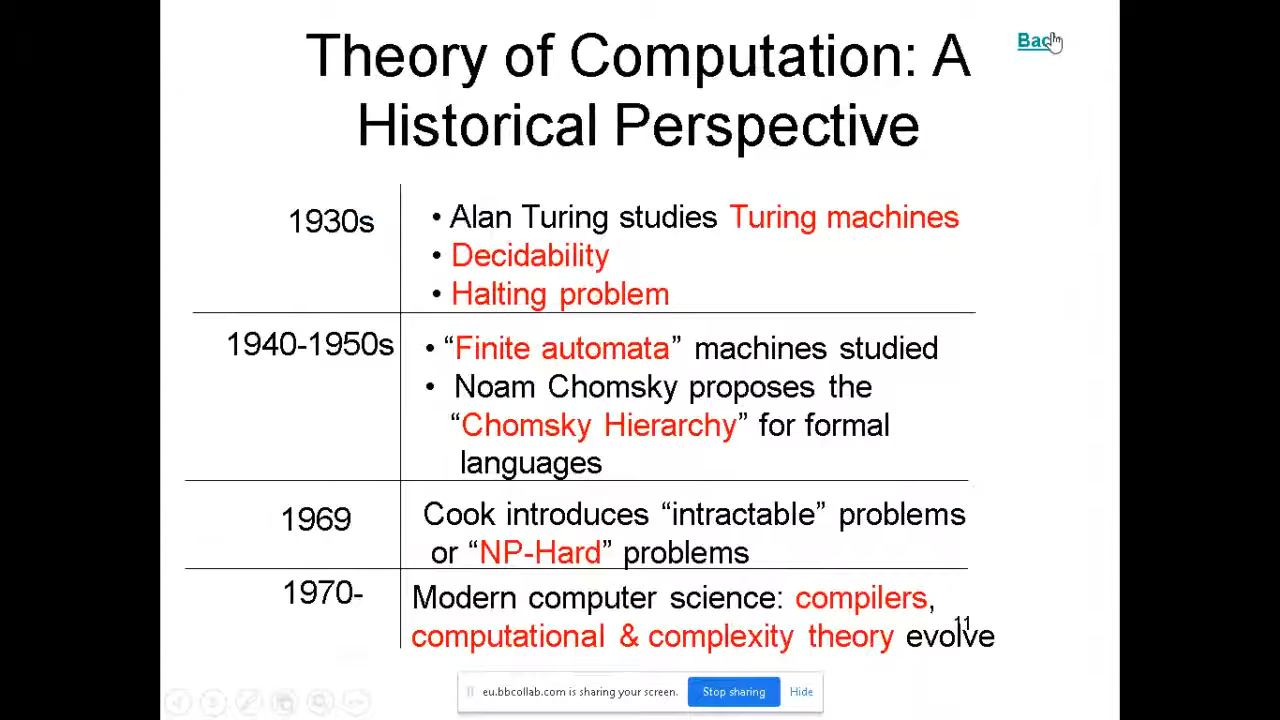 Theory of Computation: A
Historical Perspective
Bac
1930s
• Alan Turing studies Turing machines
• Decidability
• Halting problem
1940-1950s
• “Finite automata” machines studied
• Noam Chomsky proposes the
“Chomsky Hierarchy” for formal
languages
1969
Cook introduces “intractable” problems
or “NP-Hard” problems
1970-
Modern computer science: compilers,
computational & complexity theory evolve
11
eu.bbcollab.com is sharing your screen.
Stop sharing
Hide